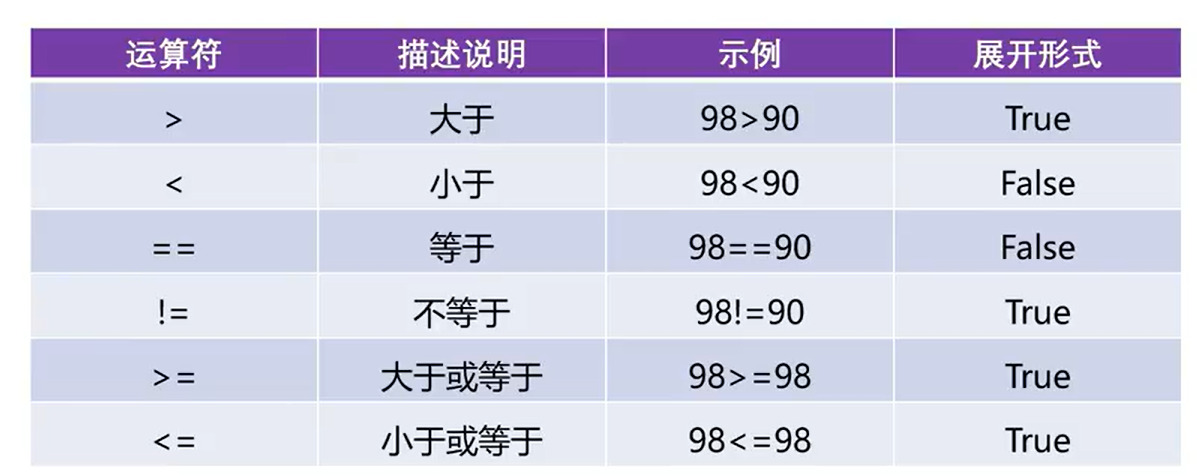 运算符 描述说明 示例 展开形式
> 大于 98>90 True
< 小于 98<90 False
== 等于 98==90 False
!= 不等于 98!=90 True
>= 大于或等于 98>=98 True
<= 小于或等于 98<=98 True